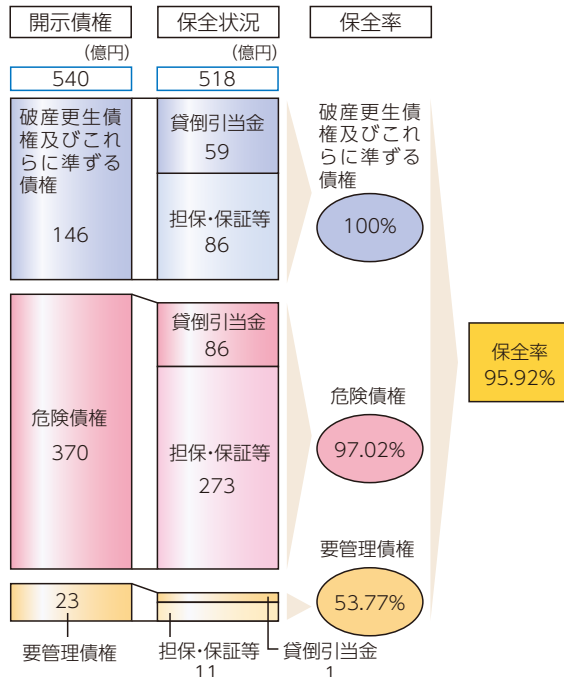 開示債権
保全状況
保全率
(億円)
(億円)
540
518
破産更生債
権及びこれ
らに準ずる
債権
146
貸倒引当金
59
担保・保証等
86
破産更生債
権及びこれ
らに準ずる
債権
100%
危険債権
370
貸倒引当金
86
担保・保証等
273
危険債権
97.02%
保全率
95.92%
23
要管理債権
担保・保証等
11
貸倒引当金
1
要管理債権
53.77%